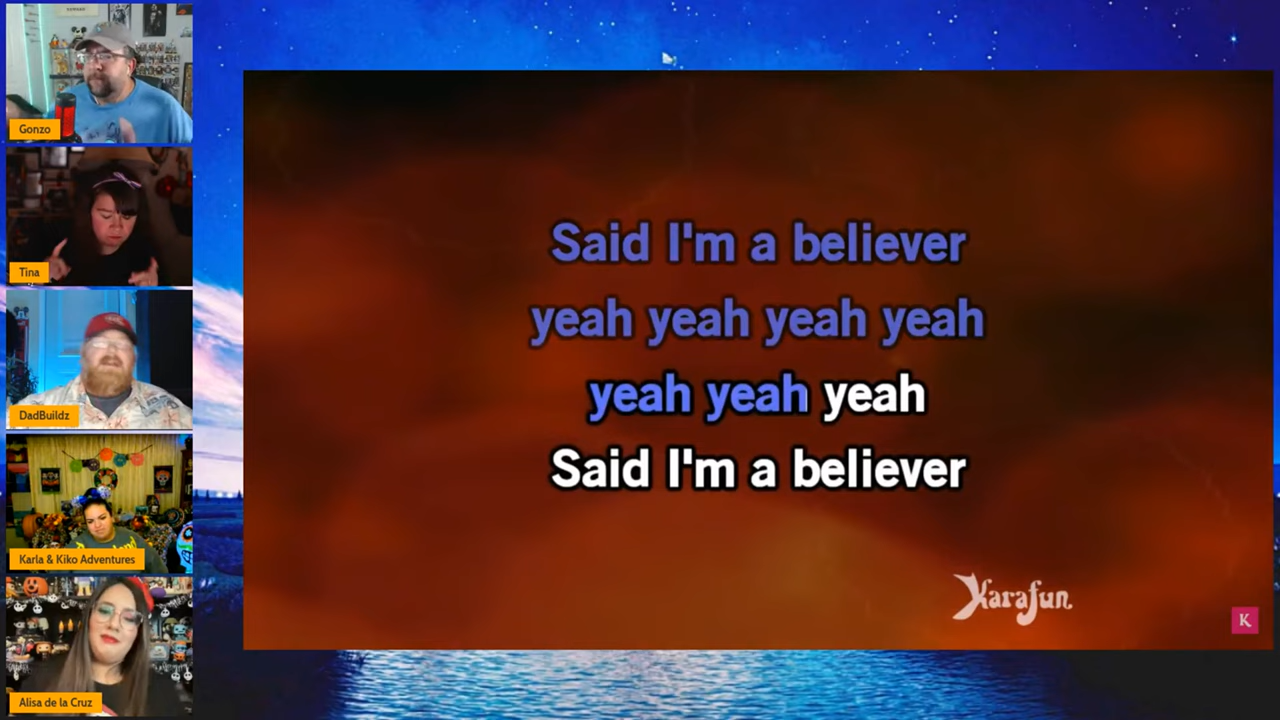 Gonzo
Tina
DadBuildz
Karla & Kiko Adventures
Alisa de la Cruz
Said I'm a believer
yeah yeah yeah yeah
yeah yeah yeah
Said I'm a believer
Karafun
K